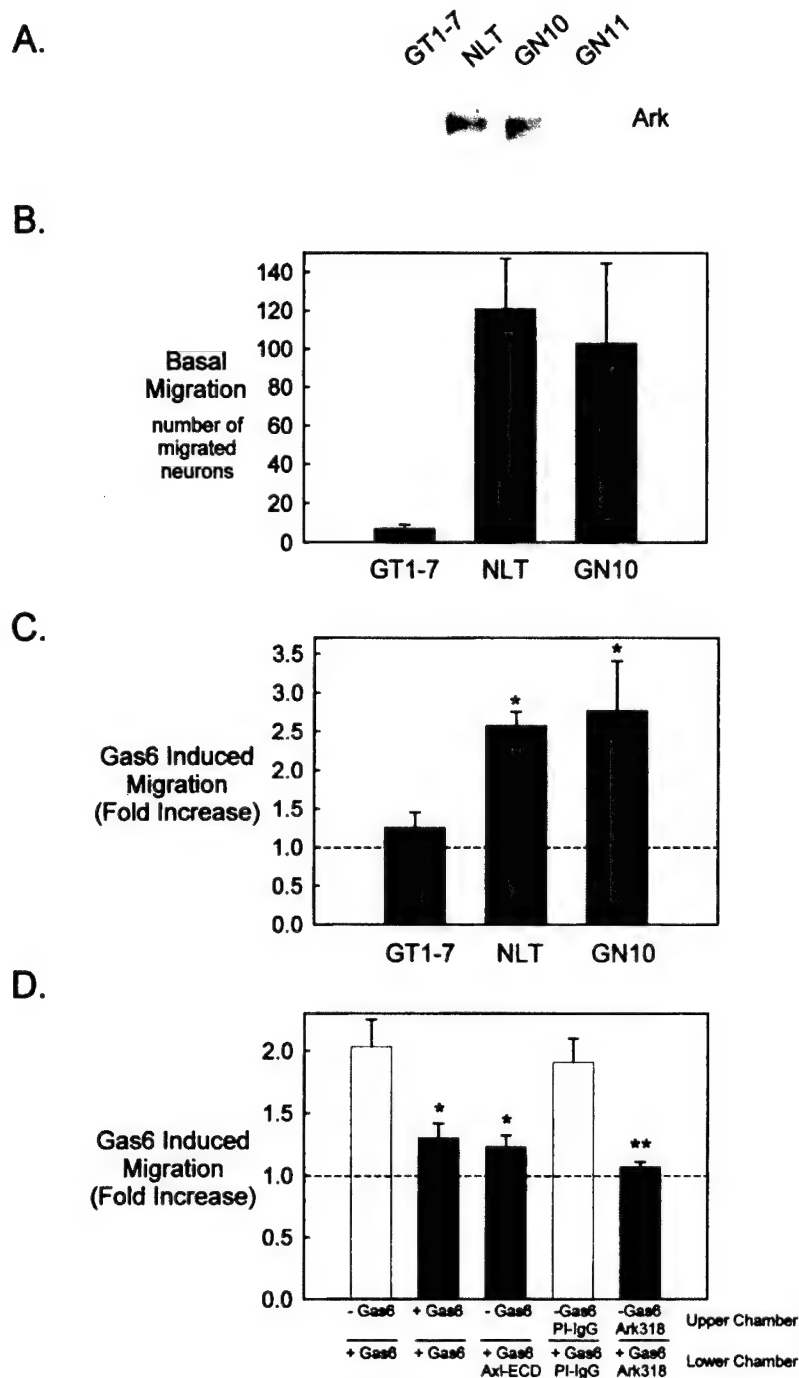 A.
GT1-7 NLT GN10 GN11
Ark
B.
140
120
100
80
60
40
20
0
Basal
Migration
number of
migrated
neurons
GT1-7 NLT GN10
C.
3.5
3.0
2.5
2.0
1.5
1.0
0.5
0.0
Gas6 Induced
Migration
(Fold Increase)
* *
GT1-7 NLT GN10
D.
2.0
1.5
1.0
0.5
0.0
Gas6 Induced
Migration
(Fold Increase)
* * **
- Gas6 + Gas6 - Gas6 -Gas6 -Gas6 Upper Chamber
PI-IgG Ark318
+ Gas6 + Gas6 + Gas6 + Gas6 + Gas6 Lower Chamber
Axl-ECD PI-IgG Ark318